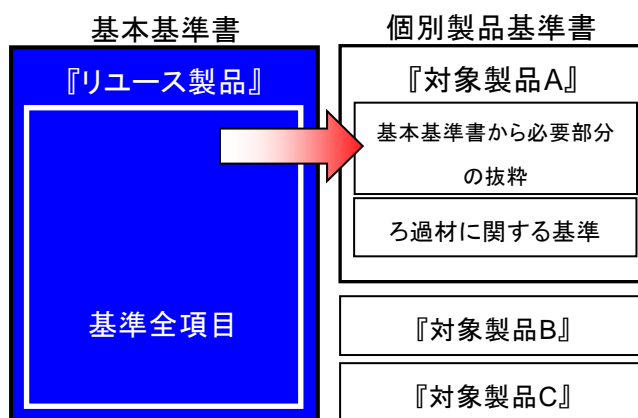 基本基準書
『リユース製品』
基準全項目
個別製品基準書
『対象製品A』
基本基準書から必要部分
の抜粋
ろ過材に関する基準
『対象製品B』
『対象製品C』